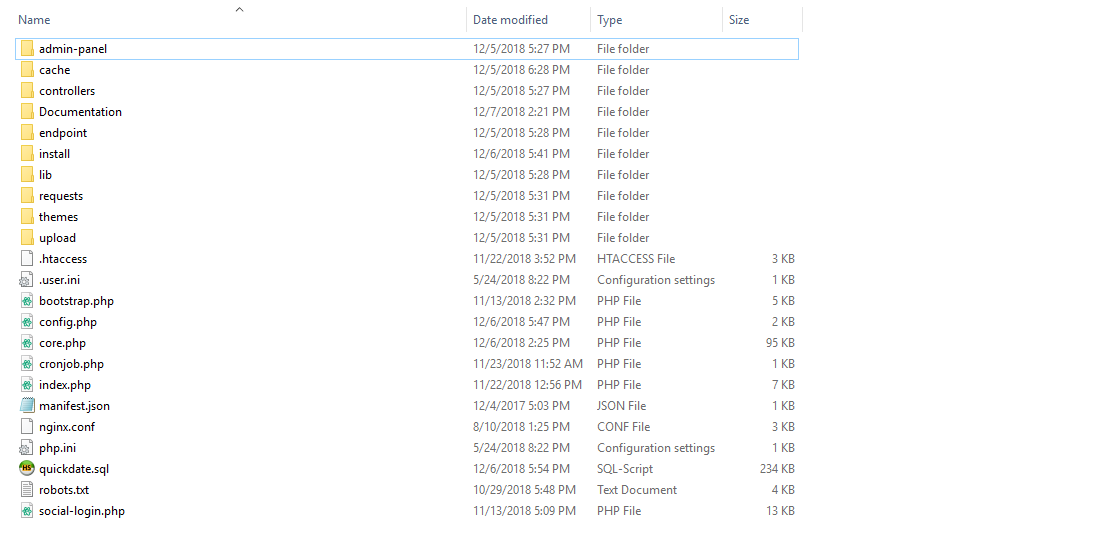 Name Date modified Type Size
admin-panel 12/5/2018 5:27 PM File folder
cache 12/5/2018 6:28 PM File folder
controllers 12/5/2018 5:27 PM File folder
Documentation 12/7/2018 2:21 PM File folder
endpoint 12/5/2018 5:28 PM File folder
install 12/6/2018 5:41 PM File folder
lib 12/5/2018 5:28 PM File folder
requests 12/5/2018 5:31 PM File folder
themes 12/5/2018 5:31 PM File folder
upload 12/5/2018 5:31 PM File folder
.htaccess 11/22/2018 3:52 PM HTACCESS File 3 KB
.user.ini 5/24/2018 8:22 PM Configuration settings 1 KB
bootstrap.php 11/13/2018 2:32 PM PHP File 5 KB
config.php 12/6/2018 5:47 PM PHP File 2 KB
core.php 12/6/2018 2:25 PM PHP File 95 KB
cronjob.php 11/23/2018 11:52 AM PHP File 1 KB
index.php 11/22/2018 12:56 PM PHP File 7 KB
manifest.json 12/4/2017 5:03 PM JSON File 1 KB
nginx.conf 8/10/2018 1:25 PM CONF File 3 KB
php.ini 5/24/2018 8:22 PM Configuration settings 1 KB
HS quickdate.sql 12/6/2018 5:54 PM SQL-Script 234 KB
robots.txt 10/29/2018 5:48 PM Text Document 4 KB
social-login.php 11/13/2018 5:09 PM PHP File 13 KB